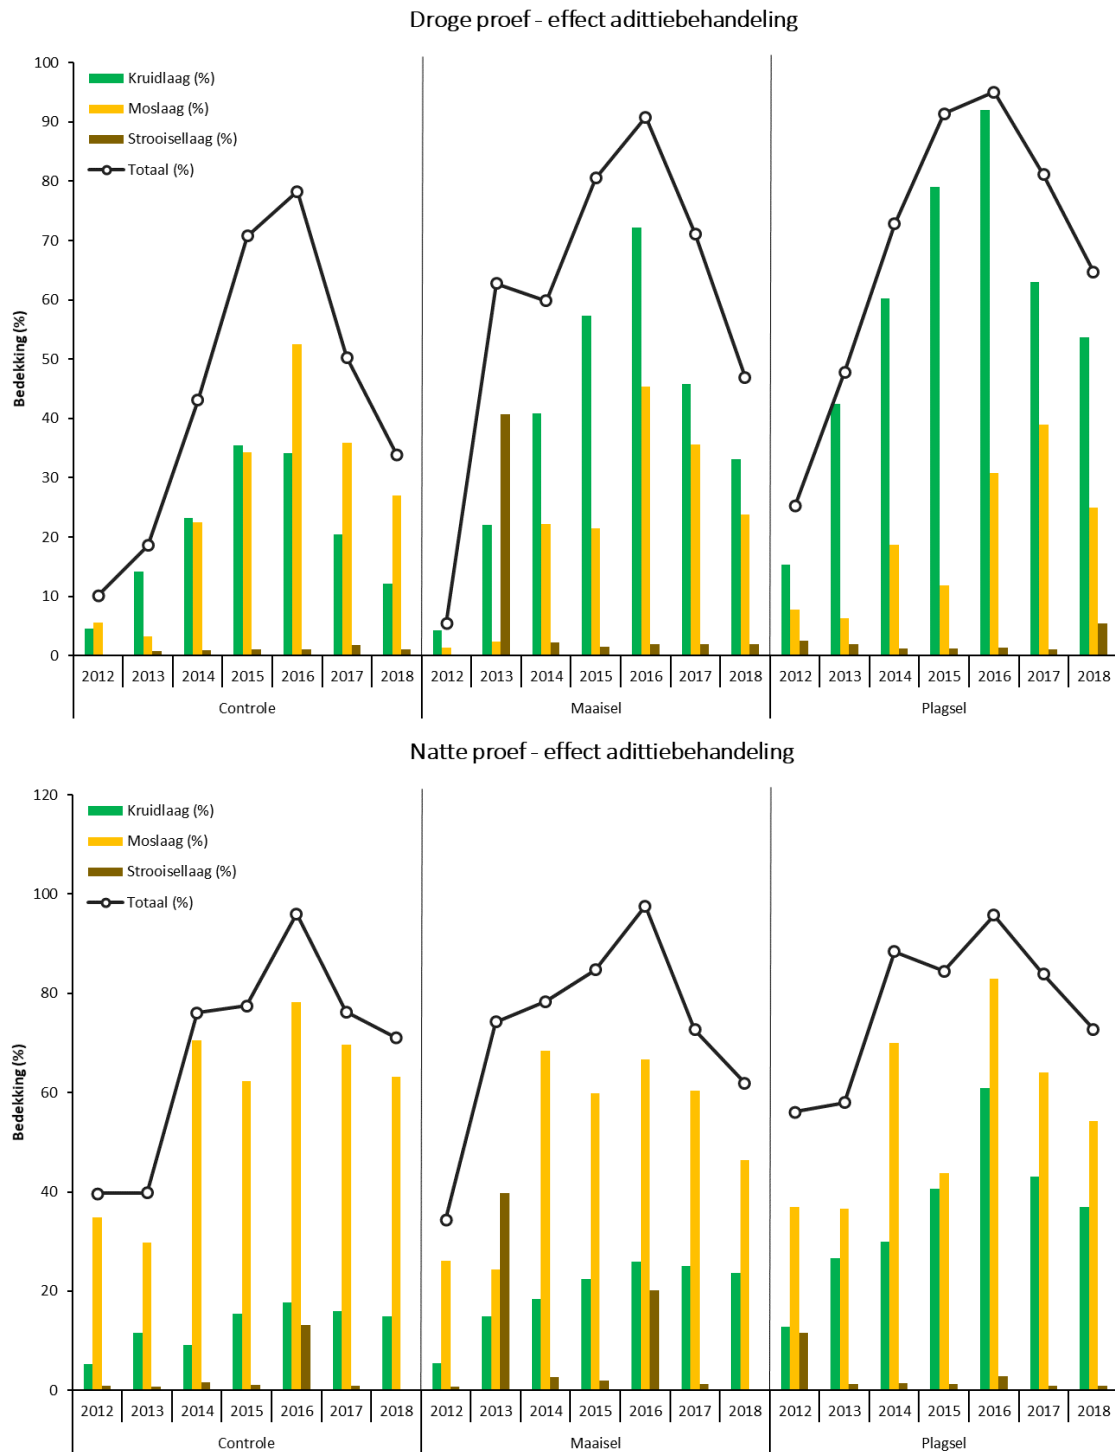 Droge proef - effect adittiebehandeling
100
90
80
70
60
50
40
30
20
10
0
Bedekking (%)
Kruidlaag (%)
Moslaag (%)
Strooisellaag (%)
Totaal (%)
2012 2013 2014 2015 2016 2017 2018 2012 2013 2014 2015 2016 2017 2018 2012 2013 2014 2015 2016 2017 2018
Controle Maaisel Plagsel
Natte proef - effect adittiebehandeling
120
100
80
60
40
20
0
Bedekking (%)
Kruidlaag (%)
Moslaag (%)
Strooisellaag (%)
Totaal (%)
2012 2013 2014 2015 2016 2017 2018 2012 2013 2014 2015 2016 2017 2018 2012 2013 2014 2015 2016 2017 2018
Controle Maaisel Plagsel